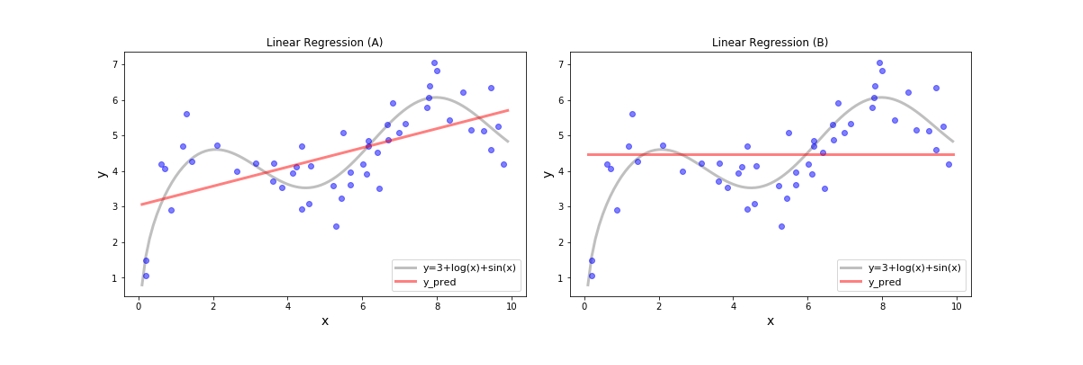 Linear Regression (A)
7
6
5
4
3
2
1
y
0
2
4
6
8
10
x
y=3+log(x)+sin(x)
y_pred
Linear Regression (B)
7
6
5
4
3
2
1
y
0
2
4
6
8
10
x
y=3+log(x)+sin(x)
y_pred